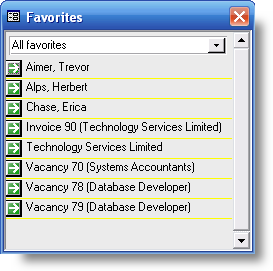 Favorites
All favorites
Aimer, Trevor
Alps, Herbert
Chase, Erica
Invoice 90 (Technology Services Limited)
Technology Services Limited
Vacancy 70 (Systems Accountants)
Vacancy 78 (Database Developer)
Vacancy 79 (Database Developer)